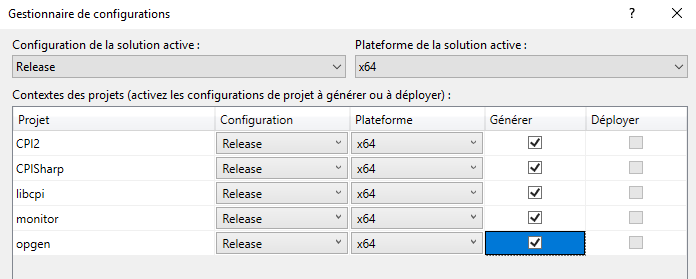 Gestionnaire de configurations ? ×
Configuration de la solution active : Plateforme de la solution active :
Release x64
Contextes des projets (activez les configurations de projet à générer ou à déployer) :
Projet Configuration Plateforme Générer Déployer
CPI2 Release x64
CPISharp Release x64
libcpi Release x64
monitor Release x64
opgen Release x64